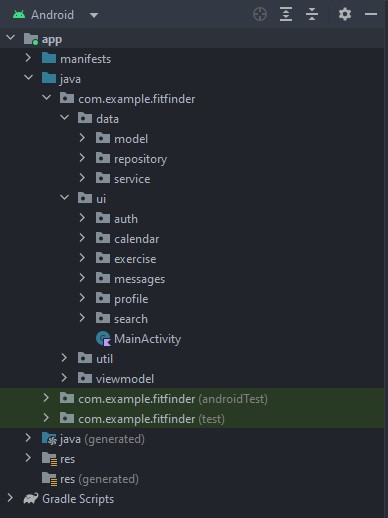 Android
app
manifests
java
com.example.fitfinder
data
model
repository
service
ui
auth
calendar
exercise
messages
profile
search
MainActivity
util
viewmodel
com.example.fitfinder (androidTest)
com.example.fitfinder (test)
java (generated)
res
res (generated)
Gradle Scripts